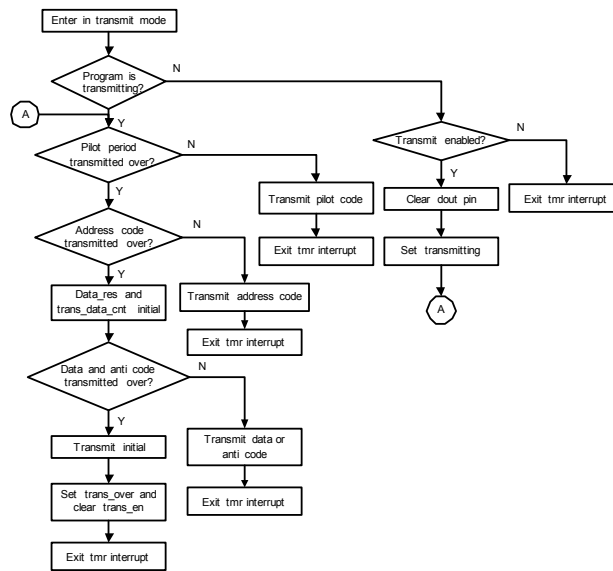 Enter in transmit mode
Program is
transmitting?
N
Y
A
Transmit enabled?
N
Y
Pilot period
transmitted over?
N
Y
Transmit pilot code
Clear dout pin
Exit tmr interrupt
Address code
transmitted over?
N
Y
Exit tmr interrupt
Set transmitting
Data_res and
trans_data_cnt initial
Transmit address code
A
Exit tmr interrupt
Data and anti code
transmitted over?
N
Y
Transmit initial
Transmit data or
anti code
Set trans_over and
clear trans_en
Exit tmr interrupt
Exit tmr interrupt